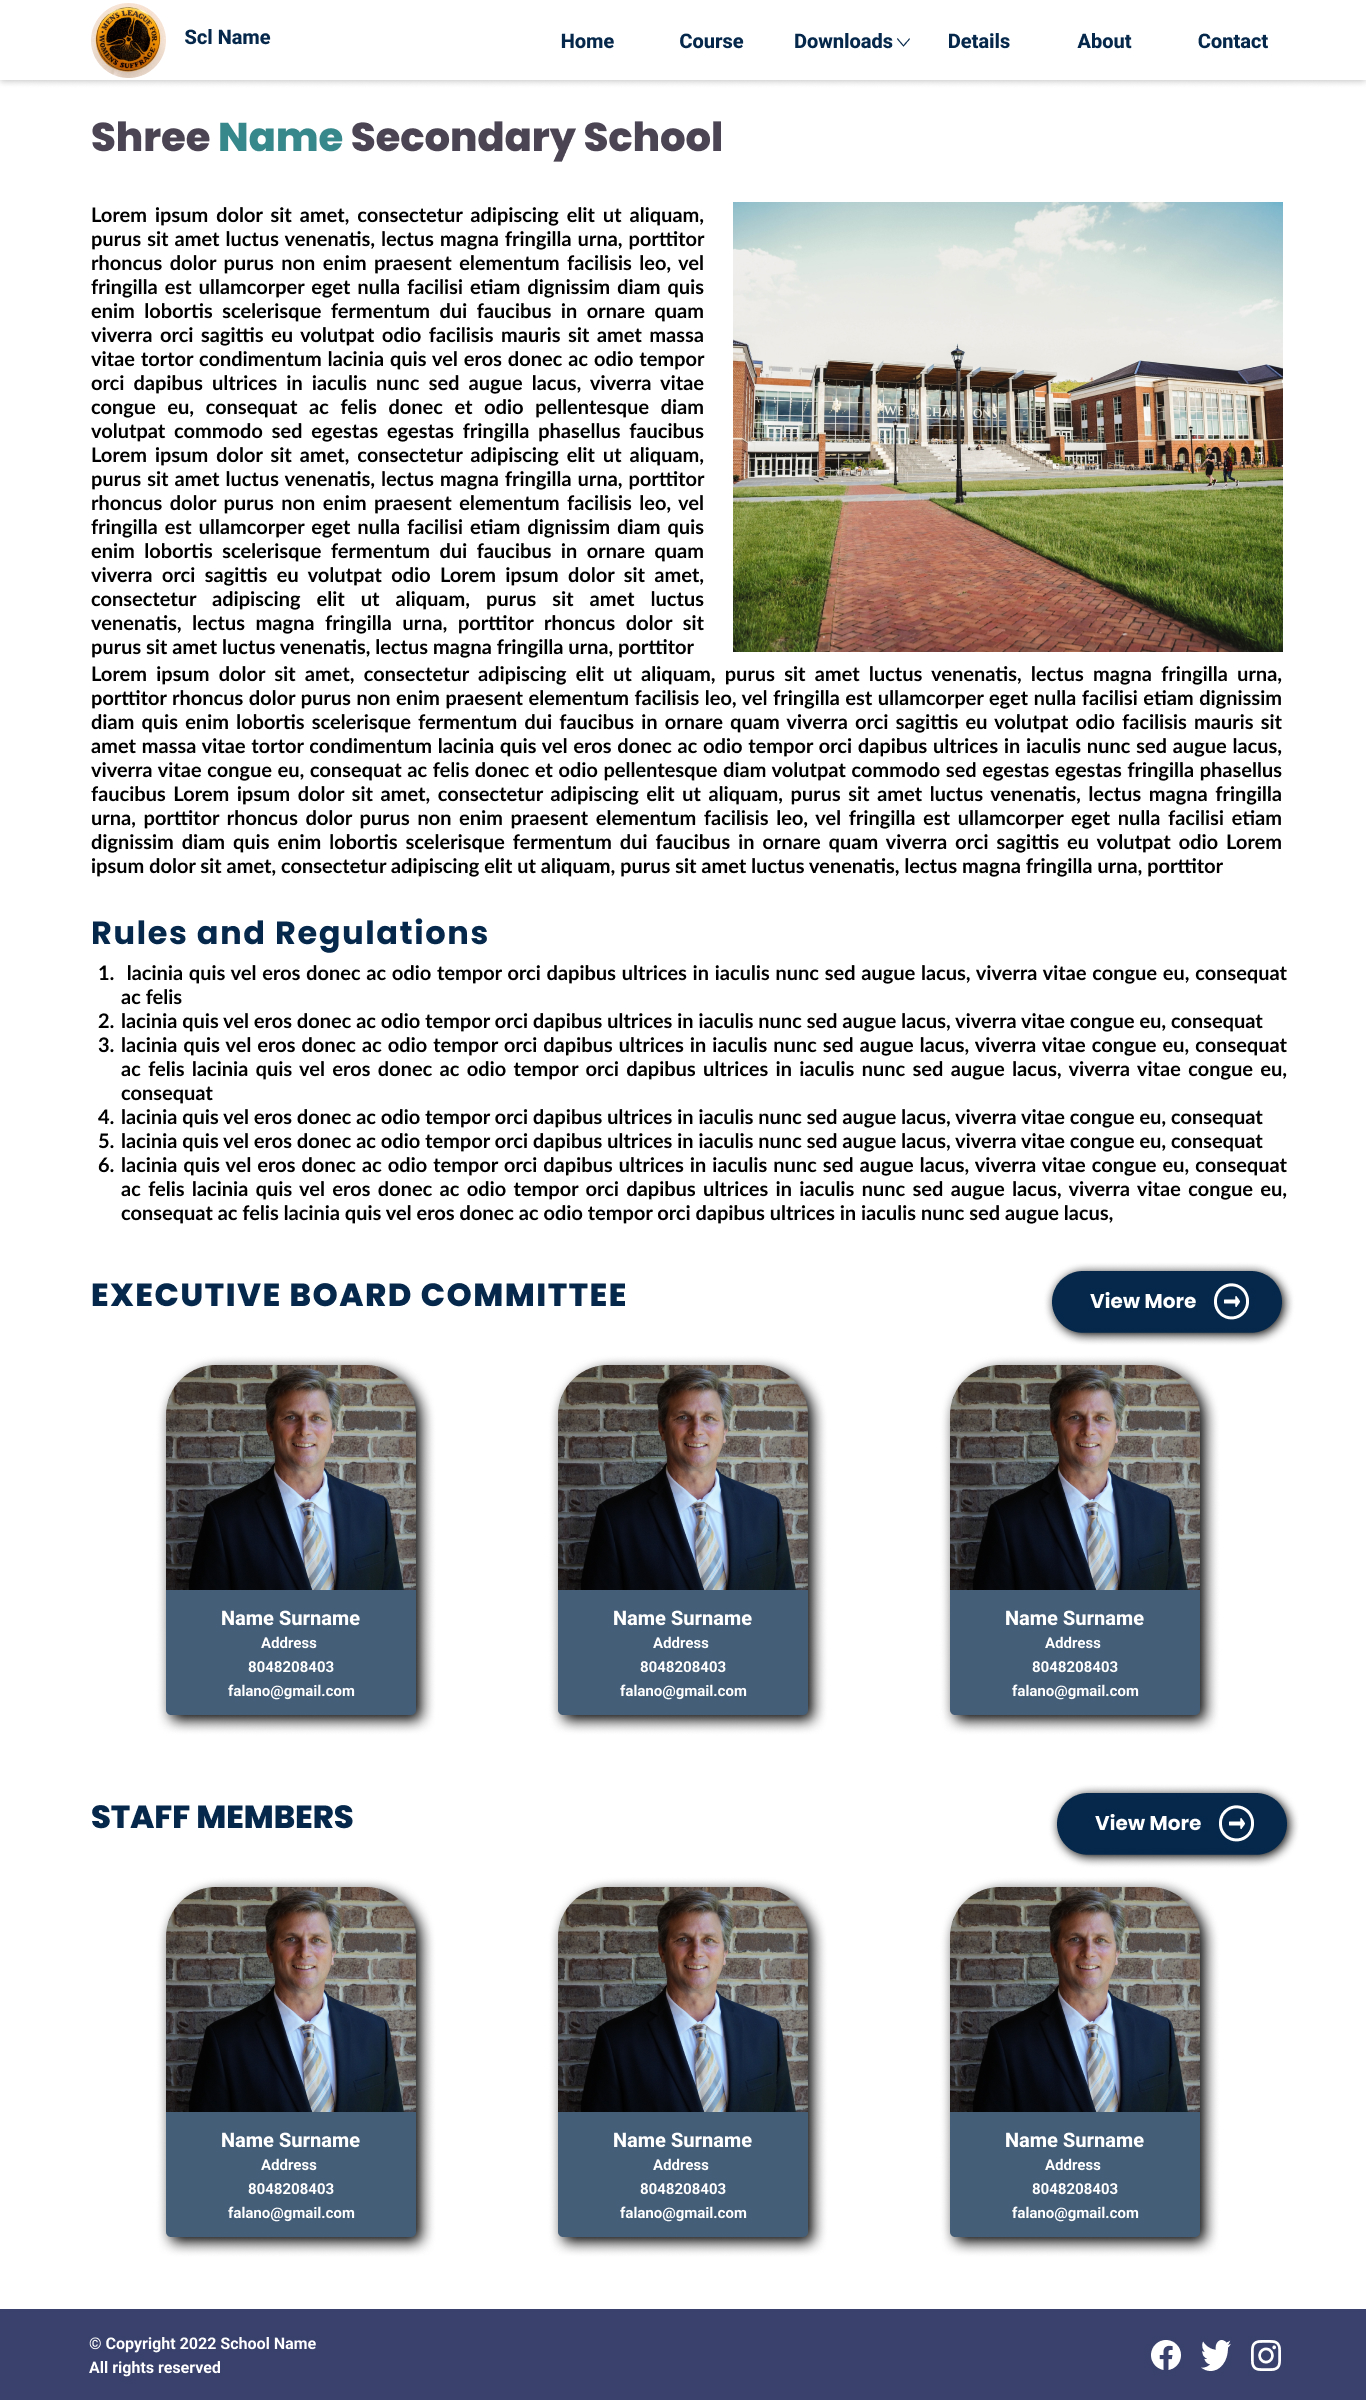 MEN'S LEAGUE FOR
WOMEN'S SUFFRAGE
Scl Name
Home Course Downloads Details About Contact
Shree Name Secondary School
Lorem ipsum dolor sit amet, consectetur adipiscing elit ut aliquam,
purus sit amet luctus venenatis, lectus magna fringilla urna, porttitor
rhoncus dolor purus non enim praesent elementum facilisis leo, vel
fringilla est ullamcorper eget nulla facilisi etiam dignissim diam quis
enim lobortis scelerisque fermentum dui faucibus in ornare quam
viverra orci sagittis eu volutpat odio facilisis mauris sit amet massa
vitae tortor condimentum lacinia quis vel eros donec ac odio tempor
orci dapibus ultrices in iaculis nunc sed augue lacus, viverra vitae
congue eu, consequat ac felis donec et odio pellentesque diam
volutpat commodo sed egestas egestas fringilla phasellus faucibus
Lorem ipsum dolor sit amet, consectetur adipiscing elit ut aliquam,
purus sit amet luctus venenatis, lectus magna fringilla urna, porttitor
rhoncus dolor purus non enim praesent elementum facilisis leo, vel
fringilla est ullamcorper eget nulla facilisi etiam dignissim diam quis
enim lobortis scelerisque fermentum dui faucibus in ornare quam
viverra orci sagittis eu volutpat odio Lorem ipsum dolor sit amet,
consectetur adipiscing elit ut aliquam, purus sit amet luctus
venenatis, lectus magna fringilla urna, porttitor rhoncus dolor sit
purus sit amet luctus venenatis, lectus magna fringilla urna, porttitor
WE CHAMPIONS
Lorem ipsum dolor sit amet, consectetur adipiscing elit ut aliquam, purus sit amet luctus venenatis, lectus magna fringilla urna,
porttitor rhoncus dolor purus non enim praesent elementum facilisis leo, vel fringilla est ullamcorper eget nulla facilisi etiam dignissim
diam quis enim lobortis scelerisque fermentum dui faucibus in ornare quam viverra orci sagittis eu volutpat odio facilisis mauris sit
amet massa vitae tortor condimentum lacinia quis vel eros donec ac odio tempor orci dapibus ultrices in iaculis nunc sed augue lacus,
viverra vitae congue eu, consequat ac felis donec et odio pellentesque diam volutpat commodo sed egestas egestas fringilla phasellus
faucibus Lorem ipsum dolor sit amet, consectetur adipiscing elit ut aliquam, purus sit amet luctus venenatis, lectus magna fringilla
urna, porttitor rhoncus dolor purus non enim praesent elementum facilisis leo, vel fringilla est ullamcorper eget nulla facilisi etiam
dignissim diam quis enim lobortis scelerisque fermentum dui faucibus in ornare quam viverra orci sagittis eu volutpat odio Lorem
ipsum dolor sit amet, consectetur adipiscing elit ut aliquam, purus sit amet luctus venenatis, lectus magna fringilla urna, porttitor
Rules and Regulations
1. lacinia quis vel eros donec ac odio tempor orci dapibus ultrices in iaculis nunc sed augue lacus, viverra vitae congue eu, consequat
ac felis
2. lacinia quis vel eros donec ac odio tempor orci dapibus ultrices in iaculis nunc sed augue lacus, viverra vitae congue eu, consequat
3. lacinia quis vel eros donec ac odio tempor orci dapibus ultrices in iaculis nunc sed augue lacus, viverra vitae congue eu, consequat
ac felis lacinia quis vel eros donec ac odio tempor orci dapibus ultrices in iaculis nunc sed augue lacus, viverra vitae congue eu,
consequat
4. lacinia quis vel eros donec ac odio tempor orci dapibus ultrices in iaculis nunc sed augue lacus, viverra vitae congue eu, consequat
5. lacinia quis vel eros donec ac odio tempor orci dapibus ultrices in iaculis nunc sed augue lacus, viverra vitae congue eu, consequat
6. lacinia quis vel eros donec ac odio tempor orci dapibus ultrices in iaculis nunc sed augue lacus, viverra vitae congue eu, consequat
ac felis lacinia quis vel eros donec ac odio tempor orci dapibus ultrices in iaculis nunc sed augue lacus, viverra vitae congue eu,
consequat ac felis lacinia quis vel eros donec ac odio tempor orci dapibus ultrices in iaculis nunc sed augue lacus,
EXECUTIVE BOARD COMMITTEE
View More
Name Surname
Address
8048208403
falano@gmail.com
Name Surname
Address
8048208403
falano@gmail.com
Name Surname
Address
8048208403
falano@gmail.com
STAFF MEMBERS
View More
Name Surname
Address
8048208403
falano@gmail.com
Name Surname
Address
8048208403
falano@gmail.com
Name Surname
Address
8048208403
falano@gmail.com
© Copyright 2022 School Name
All rights reserved